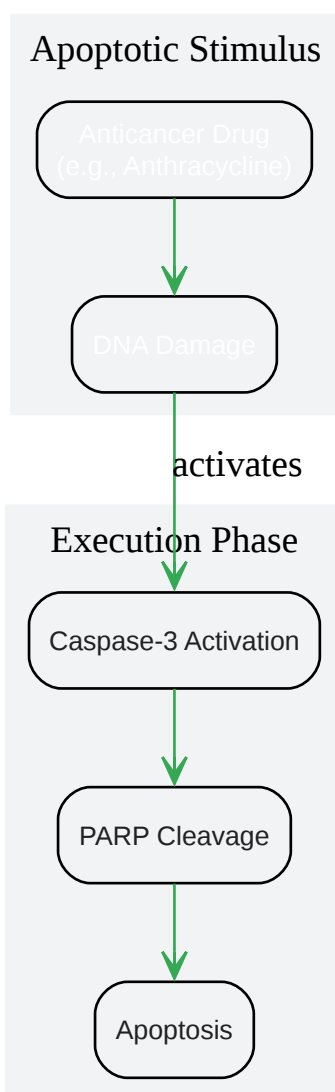 Apoptotic Stimulus
Anticancer Drug
(e.g., Anthracycline)
DNA Damage
activates
Execution Phase
Caspase-3 Activation
PARP Cleavage
Apoptosis